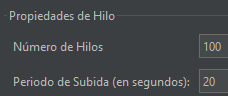 Propiedades de Hilo
Número de Hilos 100
Periodo de Subida (en segundos): 20